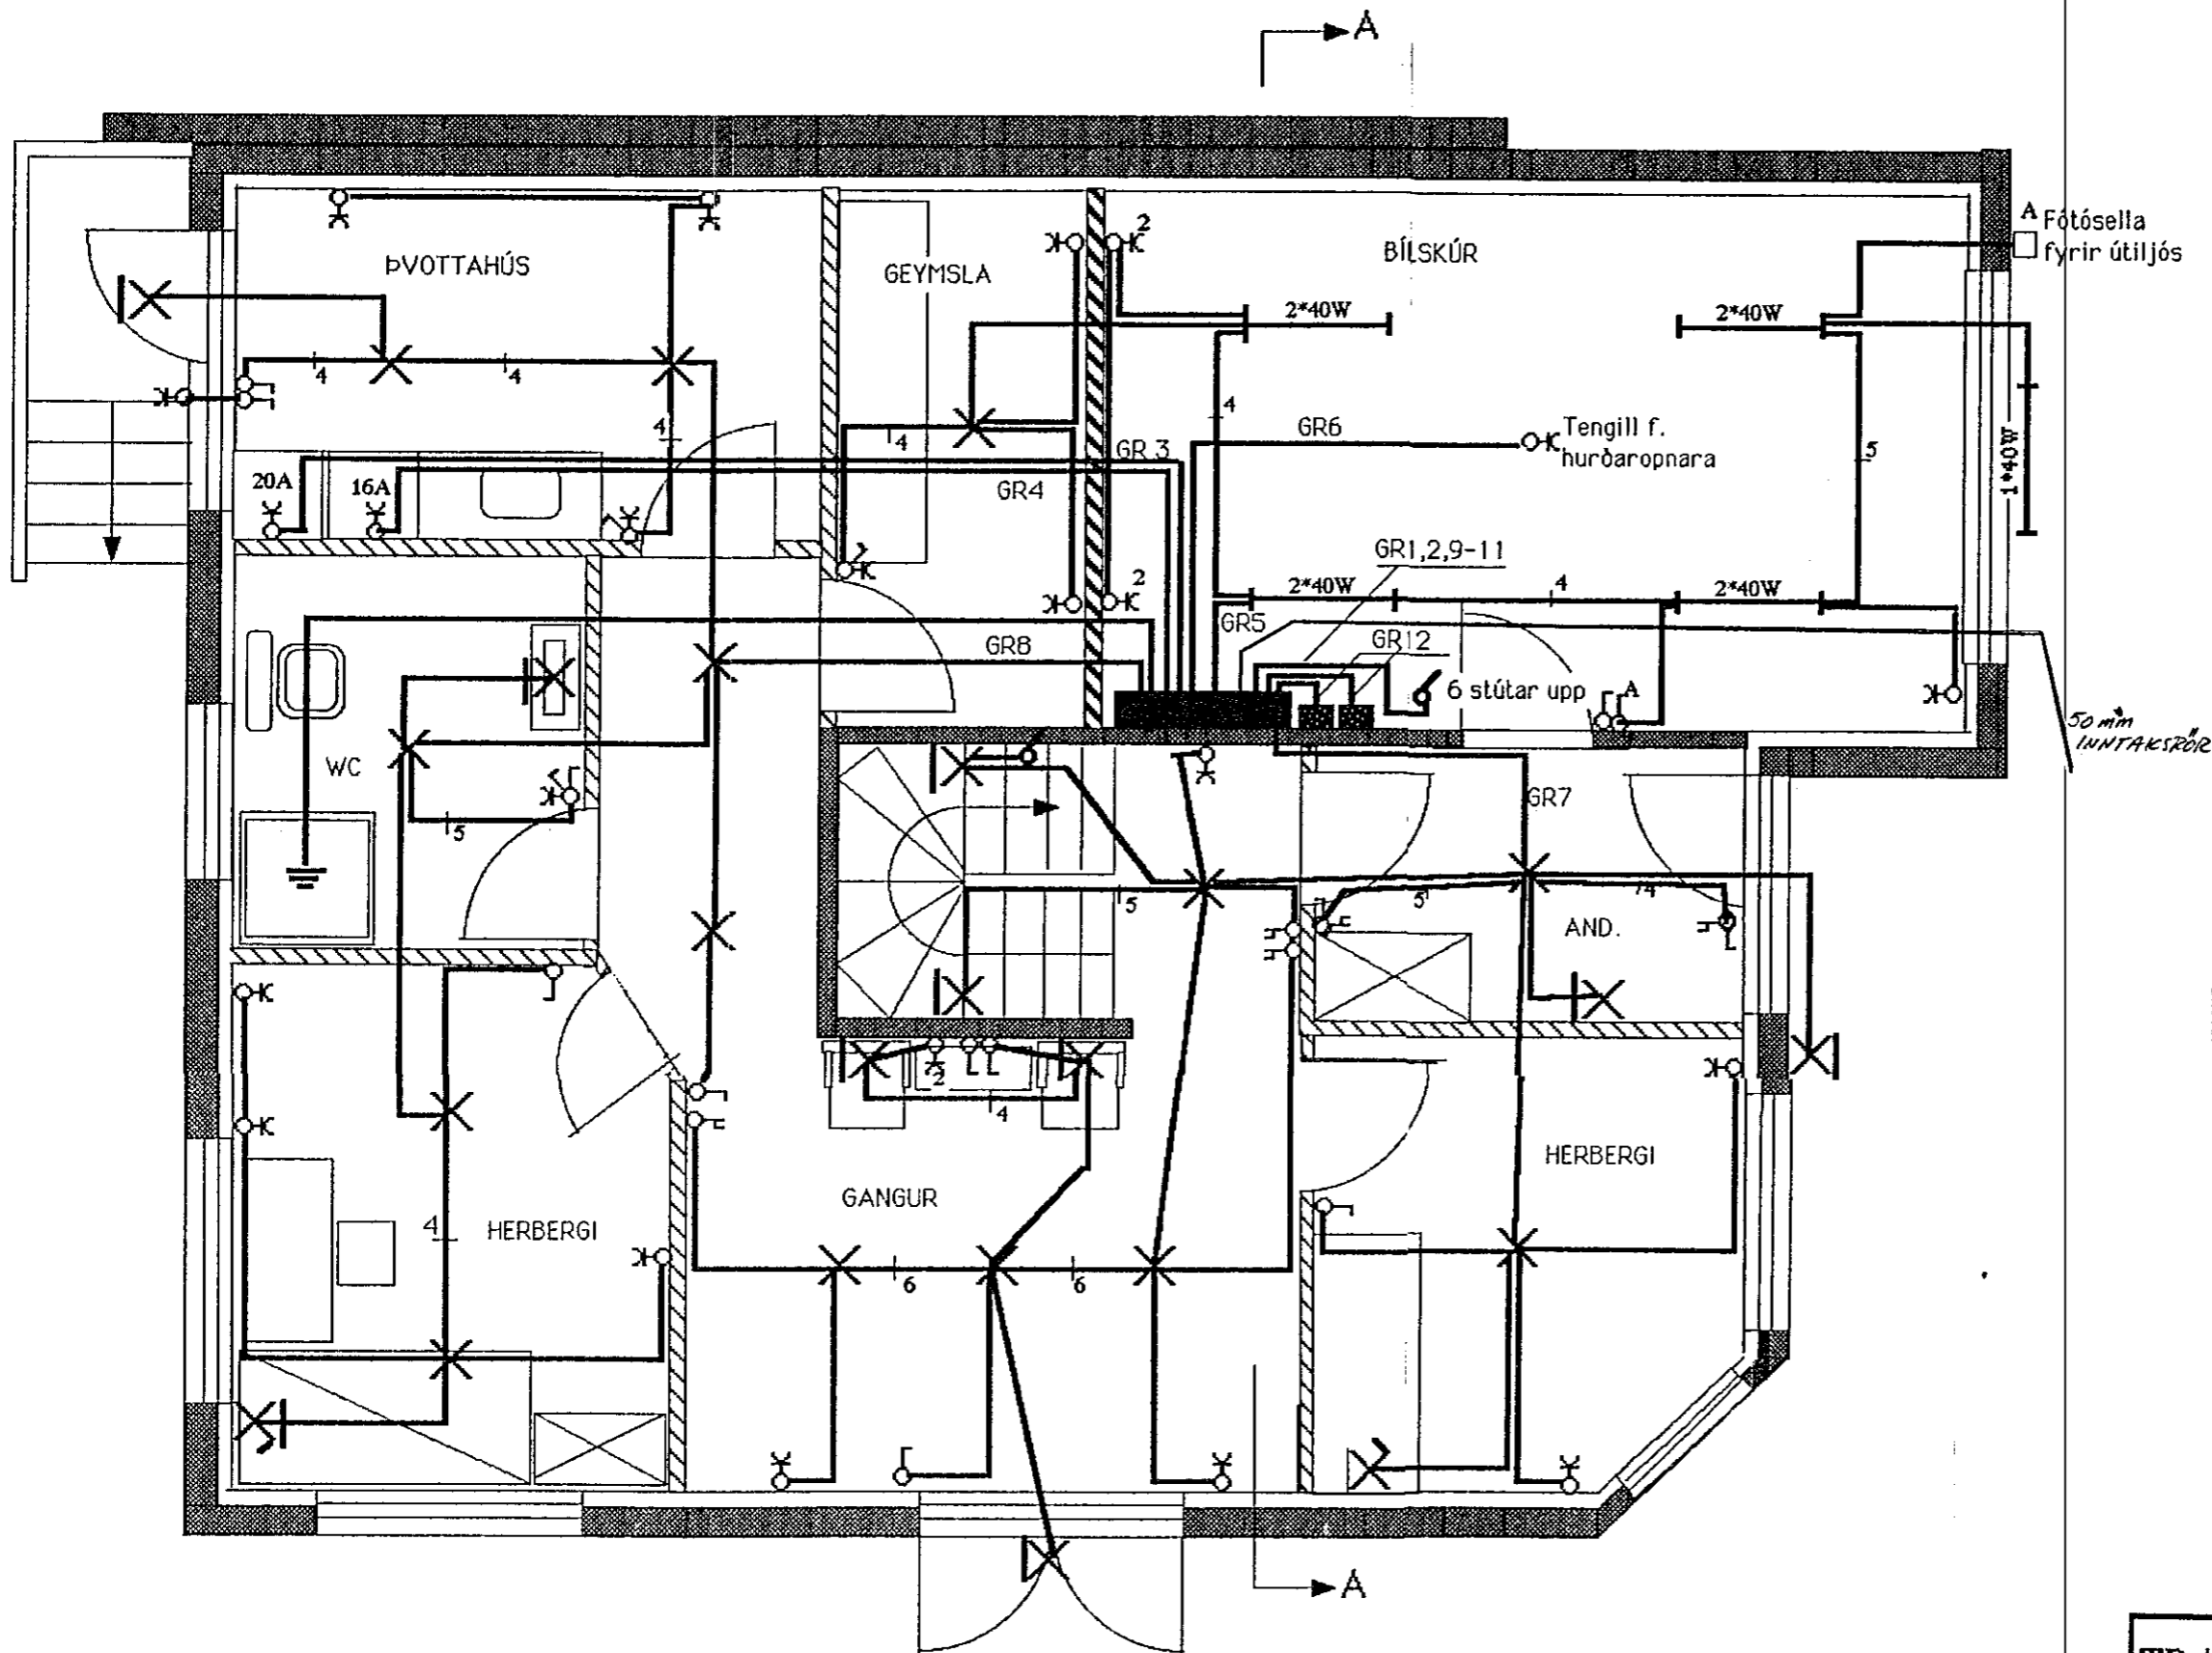 A
A Fótósella
fyrir útiljós
ÞVOTTAHÚS
GEYMSLA
2
BÍLSKÚR
2*40W
2*40W
4
4
4
4
4
5
1*40W
GR6
Tengill f.
hurðaropnara
GR 3
GR4
20A
16A
GR1,2,9-11
2
2*40W
4
2*40W
GR5
GR12
GR8
6 stútar upp
A
50 mm
INNTAKSRÖR
WC
5
GR7
5
5
4
AND.
2
4
HERBERGI
GANGUR
4
HERBERGI
6
6
A